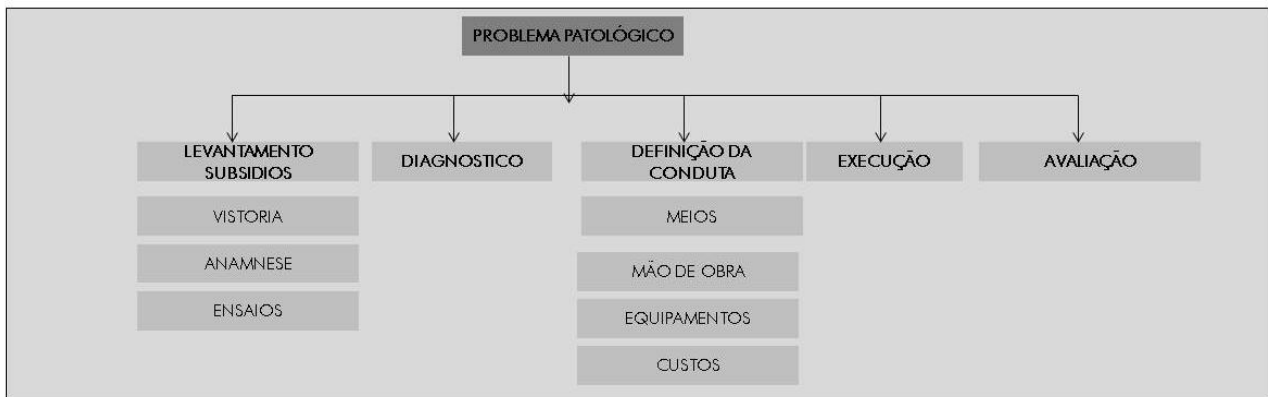 PROBLEMA PATOLÓGICO
LEVANTAMENTO
SUBSIDIOS
VISTORIA
ANAMNESE
ENSAIOS
DIAGNOSTICO
DEFINIÇÃO DA
CONDUTA
MEIOS
MÃO DE OBRA
EQUIPAMENTOS
CUSTOS
EXECUÇÃO
AVALIAÇÃO